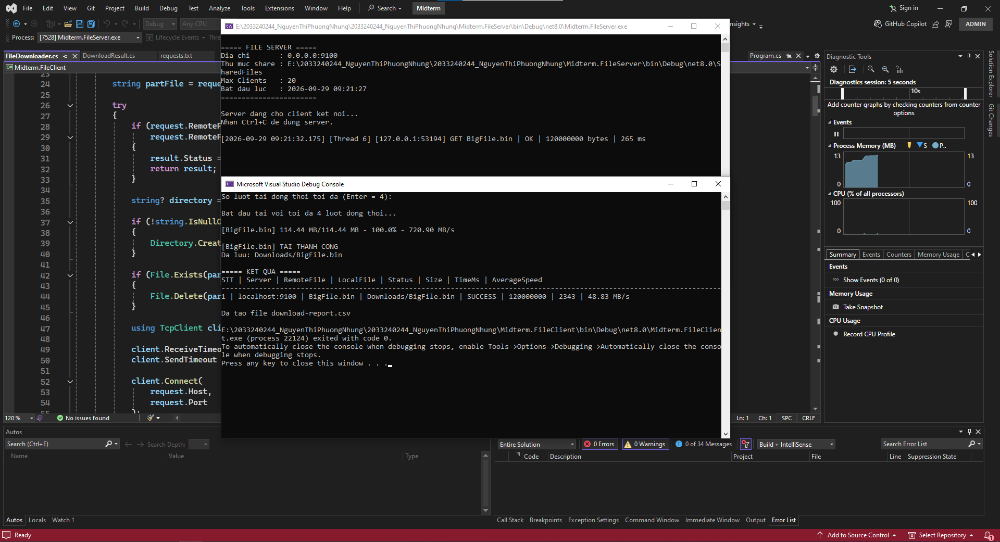 File Edit View Git Project Build Debug Test Analyze Tools Extensions Window Help Search Midterm Sign in
Debug Any CPU nsights GitHub Copilot ADMIN
Process: [7528] Midterm.FileServer.exe Lifecycle Events Thre
FileDownloader.cs DownloadResult.cs requests.txt Program.cs
Midterm.FileClient
23
24 string partFile = reque
25
26 try
27 {
28 if (request.RemoteF
29 request.RemoteF
30 {
31 result.Status =
32 return result;
33 }
34
35 string? directory =
36
37 if (!string.IsNullO
38 {
39 Directory.Creat
40 }
41
42 if (File.Exists(par
43 {
44 File.Delete(par
45 }
46
47 using TcpClient cli
48
49 client.ReceiveTimeo
50 client.SendTimeout
51
52 client.Connect(
53 request.Host,
54 request.Port
55 );
120 % No issues found Ln: 1 Ch: 1 SPC CRLF
E:\2033240244_NguyenThiPhuongNhung\2033240244_NguyenThiPhuongNhung\Midterm.FileServer\bin\Debug\net8.0\Midterm.FileServer.exe
===== FILE SERVER =====
Dia chi : 0.0.0.0:9100
Thu muc share : E:\2033240244_NguyenThiPhuongNhung\2033240244_NguyenThiPhuongNhung\Midterm.FileServer\bin\Debug\net8.0\S
haredFiles
Max Clients : 20
Bat dau luc : 2026-09-29 09:21:27
=======================
Server dang cho client ket noi...
Nhan Ctrl+C de dung server.
[2026-09-29 09:21:32.175] [Thread 6] [127.0.0.1:53194] GET BigFile.bin | OK | 120000000 bytes | 265 ms
Microsoft Visual Studio Debug Console
So luot tai dong thoi toi da (Enter = 4):
Bat dau tai voi toi da 4 luot dong thoi...
[BigFile.bin] 114.44 MB/114.44 MB - 100.0% - 720.90 MB/s
[BigFile.bin] TAI THANH CONG
Da luu: Downloads/BigFile.bin
===== KET QUA =====
STT | Server | RemoteFile | LocalFile | Status | Size | TimeMs | AverageSpeed
------------------------------------------------------------------------------------------------------------------------
1 | localhost:9100 | BigFile.bin | Downloads/BigFile.bin | SUCCESS | 120000000 | 2343 | 48.83 MB/s
Da tao file download-report.csv
E:\2033240244_NguyenThiPhuongNhung\2033240244_NguyenThiPhuongNhung\Midterm.FileClient\bin\Debug\net8.0\Midterm.FileClien
t.exe (process 22124) exited with code 0.
To automatically close the console when debugging stops, enable Tools->Options->Debugging->Automatically close the conso
le when debugging stops.
Press any key to close this window . . .
Diagnostic Tools
Diagnostics session: 5 seconds
10s
Add counter graphs by checking counters from counter
options
Events
Process Memory (MB) S P..
13 13
0 0
CPU (% of all processors)
100 100
0 0
Summary Events Counters Memory Usage C
Events
Show Events (0 of 0)
Memory Usage
Take Snapshot
CPU Usage
Record CPU Profile
Solution Explorer
Git Changes
Autos
Search (Ctrl+E) Search Depth:
Name Value Type
Autos Locals Watch 1
Entire Solution 0 Errors 0 Warnings 0 of 34 Messages Build + IntelliSense Search Error List
Code Description Project File Line Suppression State
Call Stack Breakpoints Exception Settings Command Window Immediate Window Output Error List
Ready Add to Source Control Select Repository 1